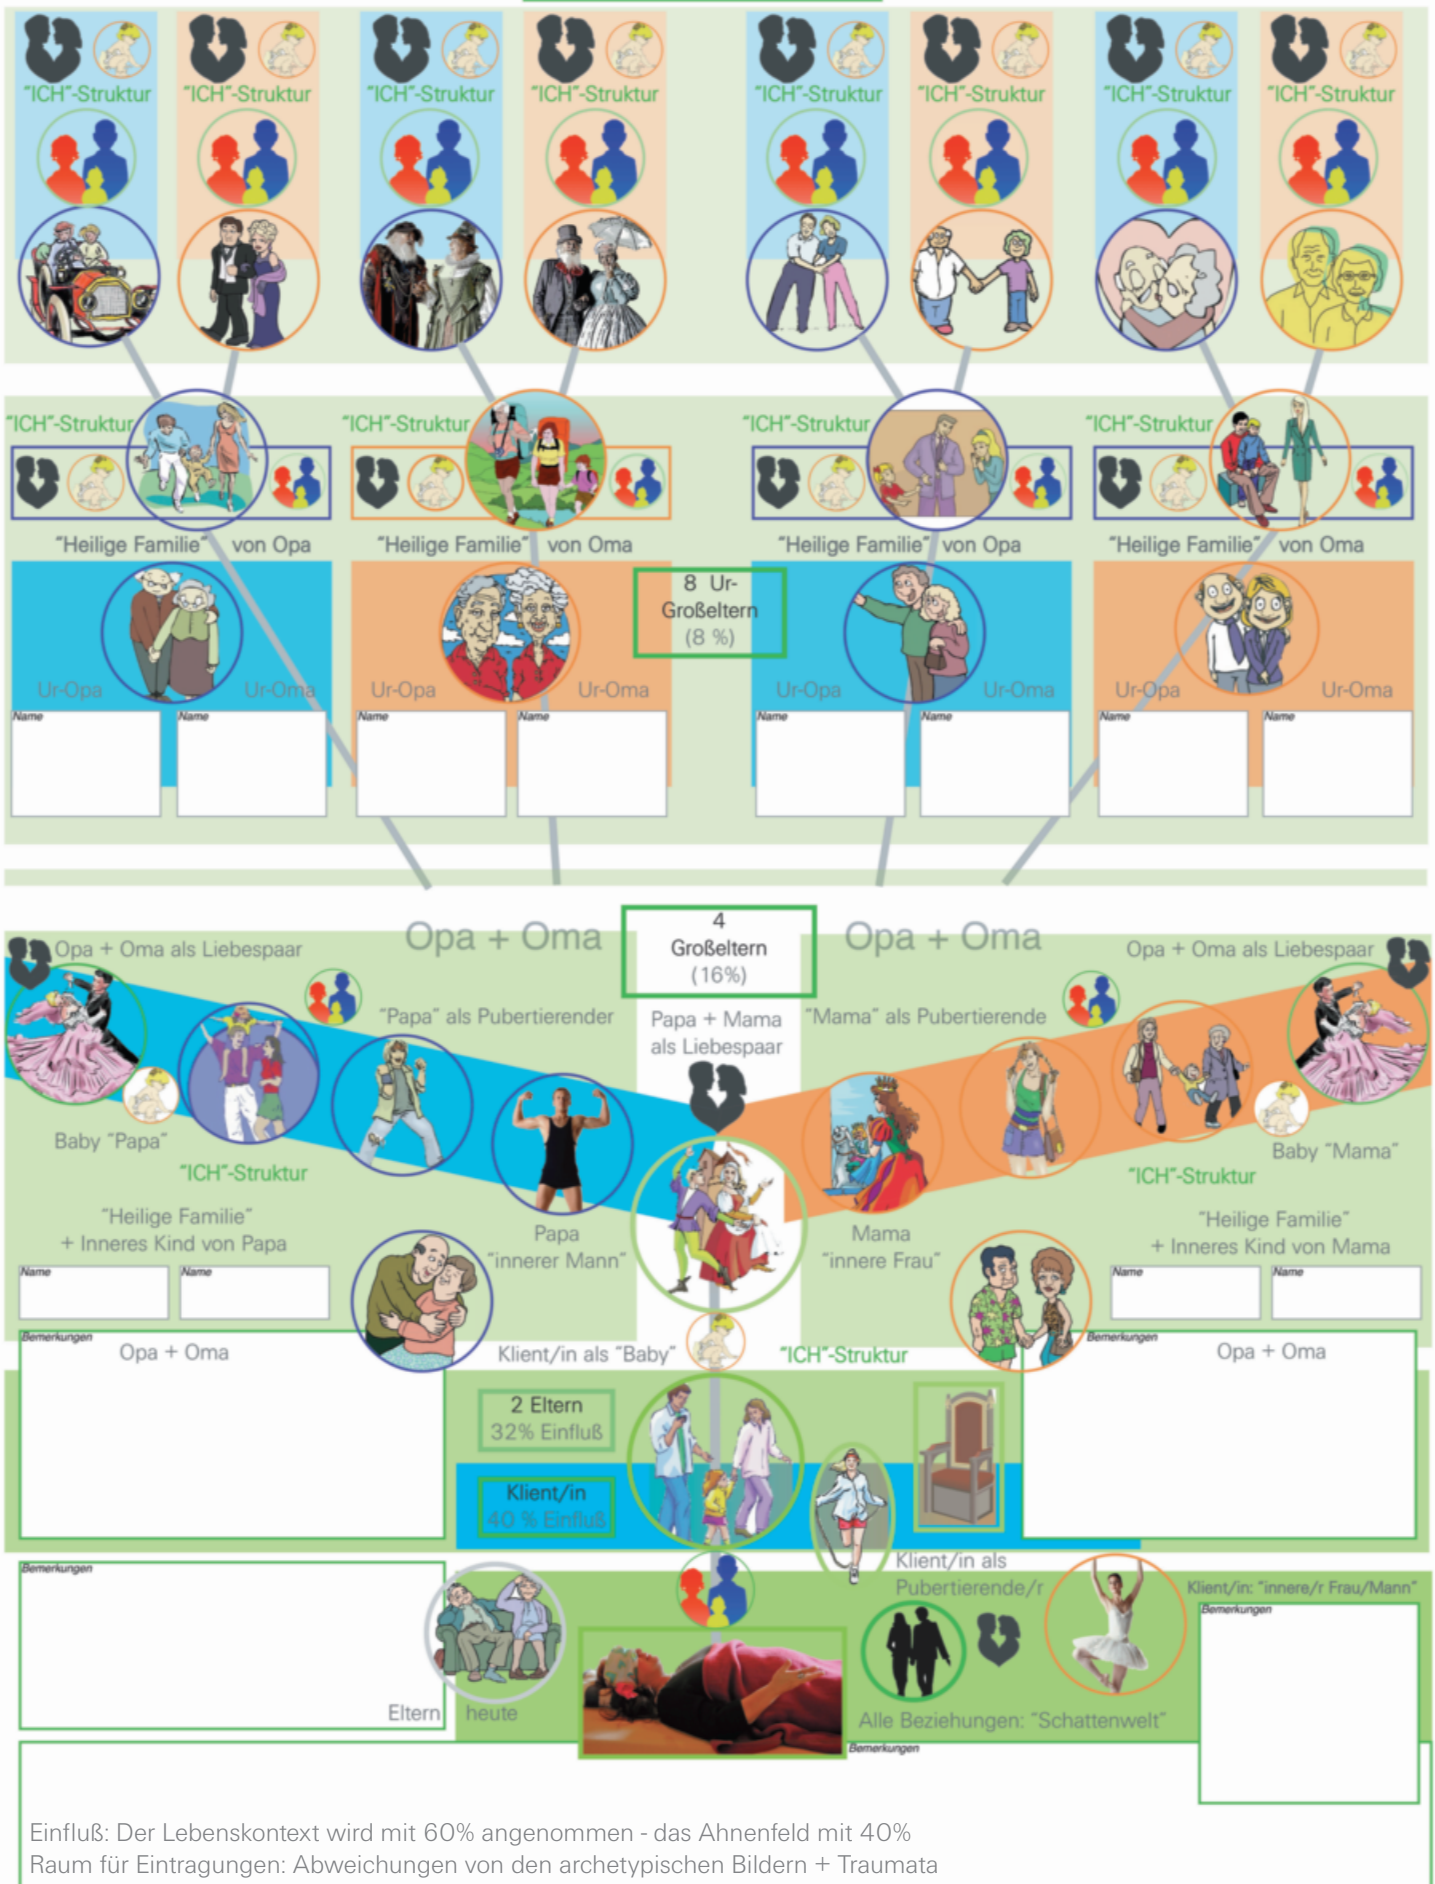 "ICH"-Struktur "ICH"-Struktur "ICH"-Struktur "ICH"-Struktur "ICH"-Struktur "ICH"-Struktur "ICH"-Struktur "ICH"-Struktur
"ICH"-Struktur "ICH"-Struktur "ICH"-Struktur "ICH"-Struktur
"Heilige Familie" von Opa "Heilige Familie" von Oma "Heilige Familie" von Opa "Heilige Familie" von Oma
8 Ur-
Großeltern
(8 %)
Ur-Opa Ur-Oma Ur-Opa Ur-Oma Ur-Opa Ur-Oma Ur-Opa Ur-Oma
Name Name Name Name Name Name Name Name
Opa + Oma
4
Großeltern
(16%)
Opa + Oma
Opa + Oma als Liebespaar
Opa + Oma als Liebespaar
"Papa" als Pubertierender
Papa + Mama
als Liebespaar
"Mama" als Pubertierende
Baby "Papa"
Baby "Mama"
"ICH"-Struktur
"ICH"-Struktur
"Heilige Familie"
+ Inneres Kind von Papa
Papa
"innerer Mann"
Mama
"innere Frau"
"Heilige Familie"
+ Inneres Kind von Mama
Name Name
Name Name
Bemerkungen
Opa + Oma
Klient/in als "Baby"
"ICH"-Struktur
Bemerkungen
Opa + Oma
2 Eltern
32% Einfluß
Klient/in
40 % Einfluß
Bemerkungen
Klient/in als
Pubertierende/r
Klient/in: "innere/r Frau/Mann"
Bemerkungen
Eltern heute
Alle Beziehungen: "Schattenwelt"
Bemerkungen
Einfluß: Der Lebenskontext wird mit 60% angenommen - das Ahnenfeld mit 40%
Raum für Eintragungen: Abweichungen von den archetypischen Bildern + Traumata